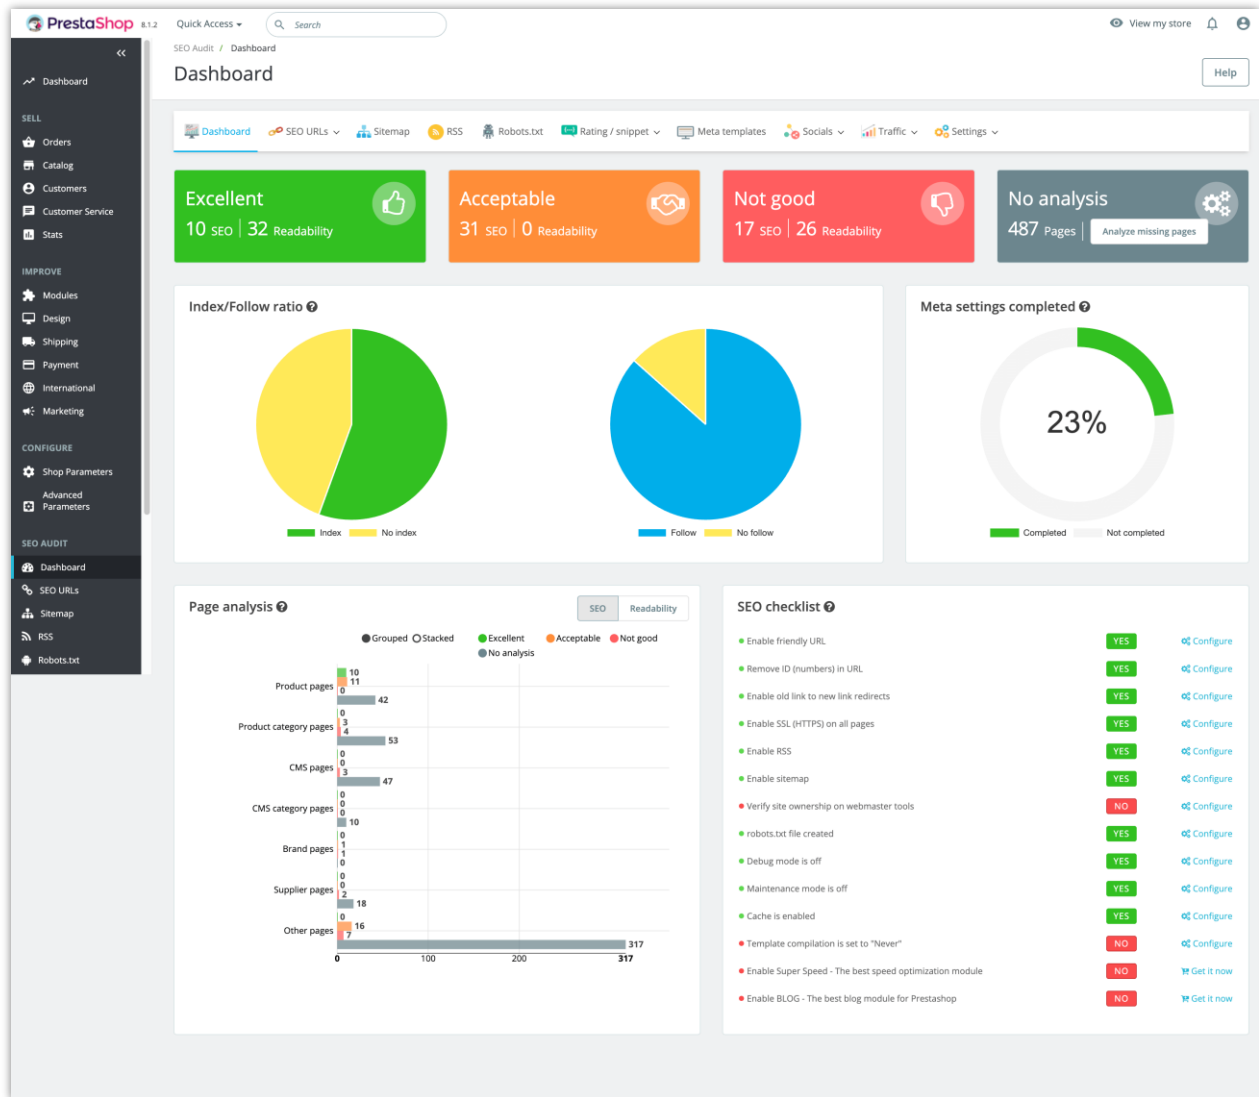 PrestaShop 8.1.2 Quick Access Search View my store
SEO Audit / Dashboard
Dashboard
Help
Dashboard
SELL
Orders
Catalog
Customers
Customer Service
Stats
IMPROVE
Modules
Design
Shipping
Payment
International
Marketing
CONFIGURE
Shop Parameters
Advanced
Parameters
SEO AUDIT
Dashboard
SEO URLs
Sitemap
RSS
Robots.txt
Dashboard SEO URLs Sitemap RSS Robots.txt Rating / snippet Meta templates Socials Traffic Settings
Excellent
10 SEO | 32 Readability
Acceptable
31 SEO | 0 Readability
Not good
17 SEO | 26 Readability
No analysis
487 Pages | Analyze missing pages
Index/Follow ratio
Index No index
Follow No follow
Meta settings completed
23%
Completed Not completed
Page analysis
SEO Readability
Grouped Stacked Excellent Acceptable Not good
No analysis
Product pages
10
11
0
42
Product category pages
0
3
4
53
CMS pages
0
0
3
47
CMS category pages
0
0
0
10
Brand pages
0
1
1
0
Supplier pages
0
0
2
18
Other pages
0
16
7
317
0 100 200 317
SEO checklist
Enable friendly URL YES Configure
Remove ID (numbers) in URL YES Configure
Enable old link to new link redirects YES Configure
Enable SSL (HTTPS) on all pages YES Configure
Enable RSS YES Configure
Enable sitemap YES Configure
Verify site ownership on webmaster tools NO Configure
robots.txt file created YES Configure
Debug mode is off YES Configure
Maintenance mode is off YES Configure
Cache is enabled YES Configure
Template compilation is set to "Never" NO Configure
Enable Super Speed - The best speed optimization module NO Get it now
Enable BLOG - The best blog module for Prestashop NO Get it now